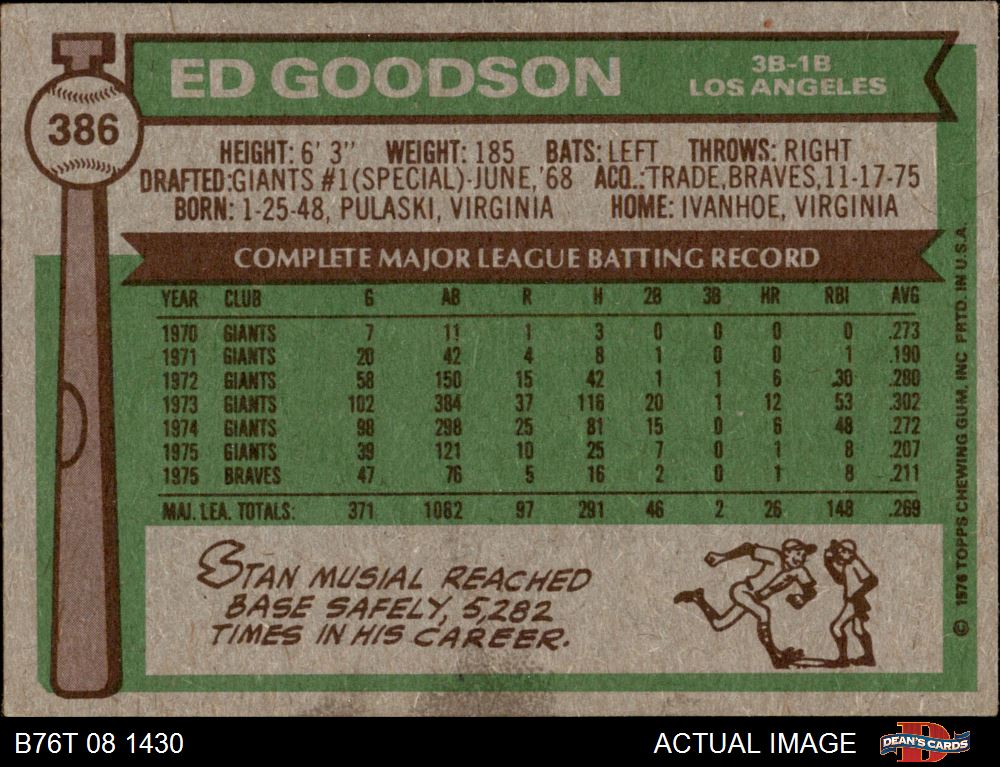 386
ED GOODSON
3B-1B
LOS ANGELES
HEIGHT: 6' 3" WEIGHT: 185 BATS: LEFT THROWS: RIGHT
DRAFTED:GIANTS #1(SPECIAL)-JUNE,'68 ACQ.:TRADE,BRAVES,11-17-75
BORN: 1-25-48, PULASKI, VIRGINIA HOME: IVANHOE, VIRGINIA
COMPLETE MAJOR LEAGUE BATTING RECORD
YEAR CLUB G AB R H 2B 3B HR RBI AVG
1970 GIANTS 7 11 1 3 0 0 0 0 .273
1971 GIANTS 20 42 4 8 1 0 0 1 .190
1972 GIANTS 58 150 15 42 1 1 6 30 .280
1973 GIANTS 102 384 37 116 20 1 12 53 .302
1974 GIANTS 98 298 25 81 15 0 6 48 .272
1975 GIANTS 39 121 10 25 7 0 1 8 .207
1975 BRAVES 47 76 5 16 2 0 1 8 .211
MAJ. LEA. TOTALS: 371 1082 97 291 46 2 26 148 .269
STAN MUSIAL REACHED
BASE SAFELY, 5,282
TIMES IN HIS CAREER.
© 1976 TOPPS CHEWING GUM, INC PRTD. IN U.S.A.
B76T 08 1430
ACTUAL IMAGE
D
DEAN'S CARDS